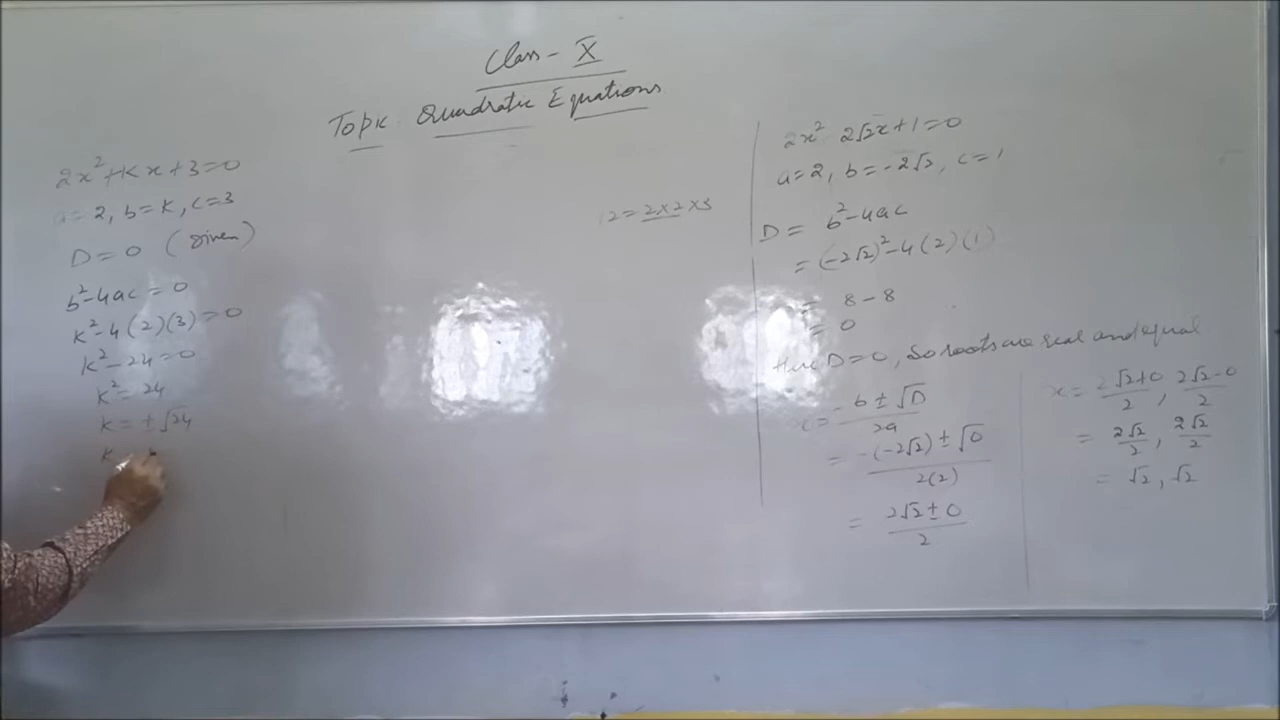 Class - X
Topic Quadratic Equations
2x²+Kx+3=0
a=2, b=K, c=3
D=0 (Given)
b²-4ac=0
K²-4(2)(3)=0
K²-24=0
K²=24
K=±√24
K
2=2×2×3
2x² 2√2x+1=0
a=2, b=-2√2, c=1
D= b²-4ac
=(-2√2)²-4(2)(1)
= 8-8
= 0
Here D=0, So roots are real and equal
x= -b±√D/2a
= -(-2√2)±√0/2(2)
= 2√2±0/2
x= 2√2+0/2, 2√2-0/2
= 2√2/2, 2√2/2
= √2, √2